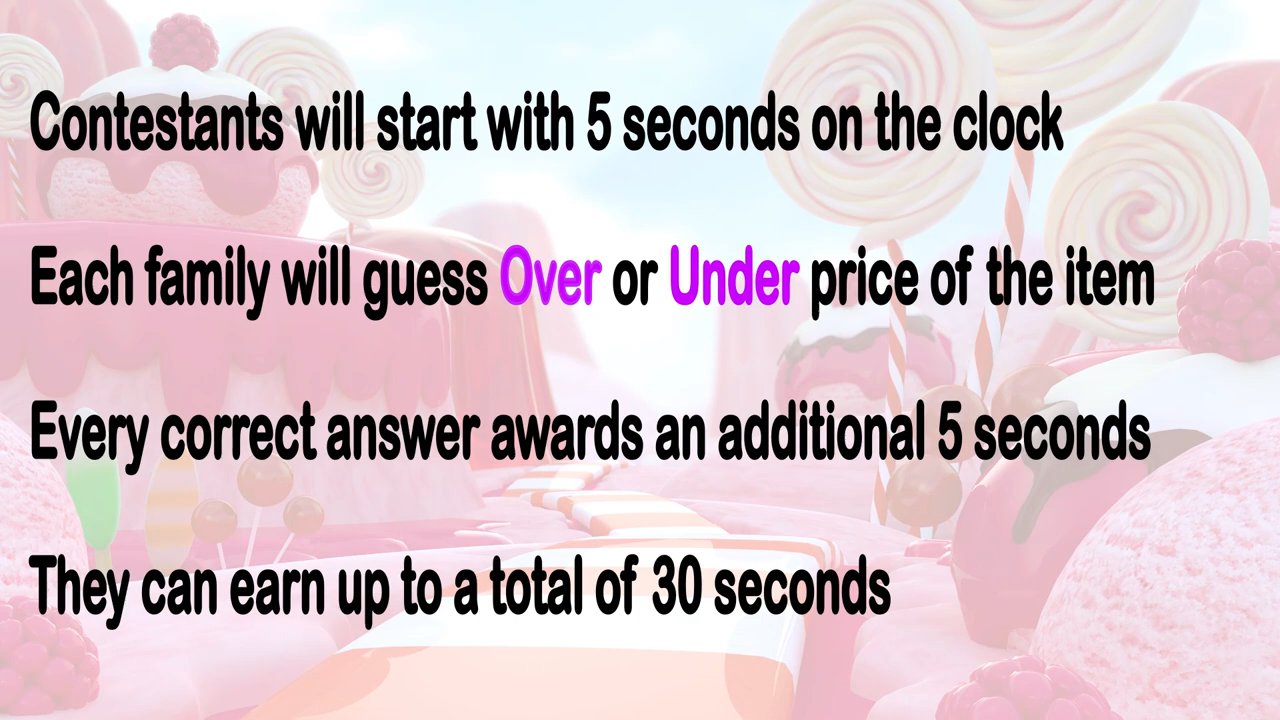 Contestants will start with 5 seconds on the clock
Each family will guess Over or Under price of the item
Every correct answer awards an additional 5 seconds
They can earn up to a total of 30 seconds